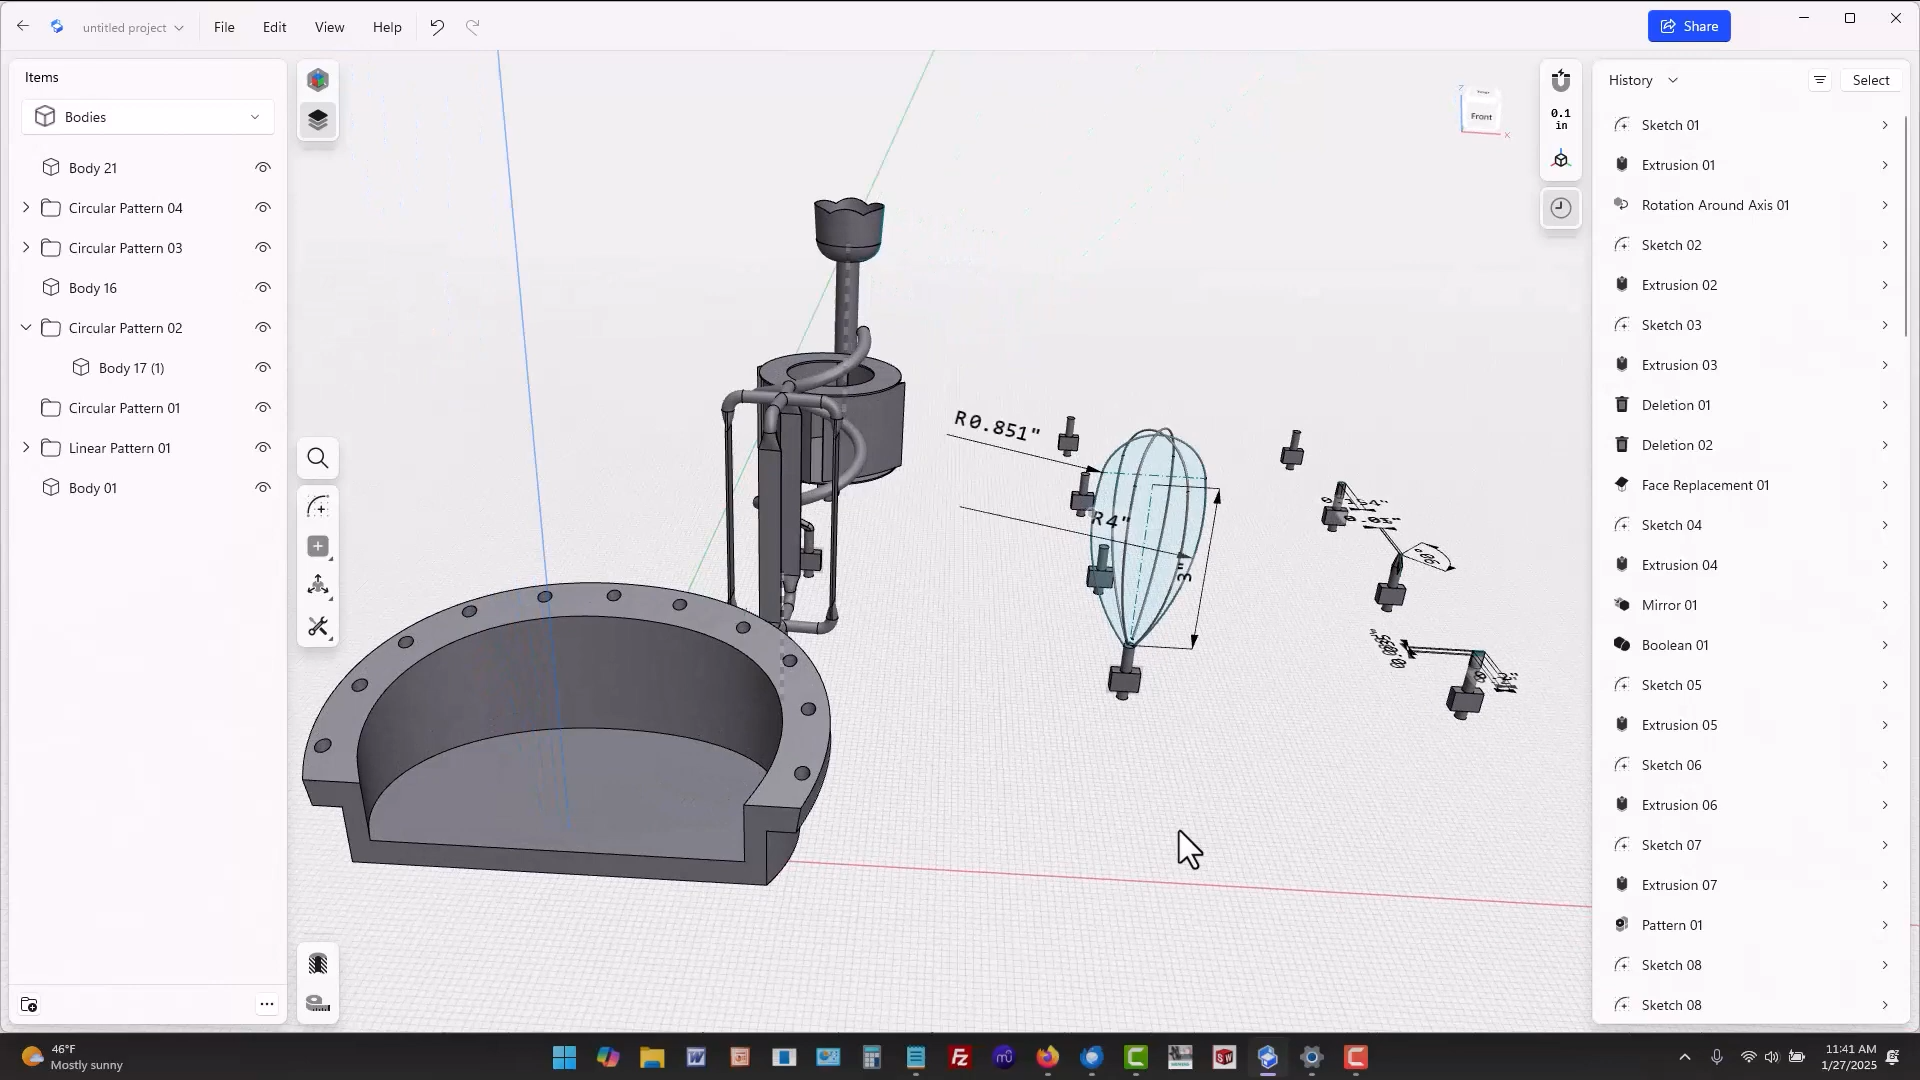 untitled project
File
Edit
View
Help
Share
Items
Bodies
Body 21
Circular Pattern 04
Circular Pattern 03
Body 16
Circular Pattern 02
Body 17 (1)
Circular Pattern 01
Linear Pattern 01
Body 01
R0.851"
R4"
3"
Front
Z
X
0.1
in
History
Select
Sketch 01
Extrusion 01
Rotation Around Axis 01
Sketch 02
Extrusion 02
Sketch 03
Extrusion 03
Deletion 01
Deletion 02
Face Replacement 01
Sketch 04
Extrusion 04
Mirror 01
Boolean 01
Sketch 05
Extrusion 05
Sketch 06
Extrusion 06
Sketch 07
Extrusion 07
Pattern 01
Sketch 08
Sketch 08
46°F
Mostly sunny
11:41 AM
1/27/2025